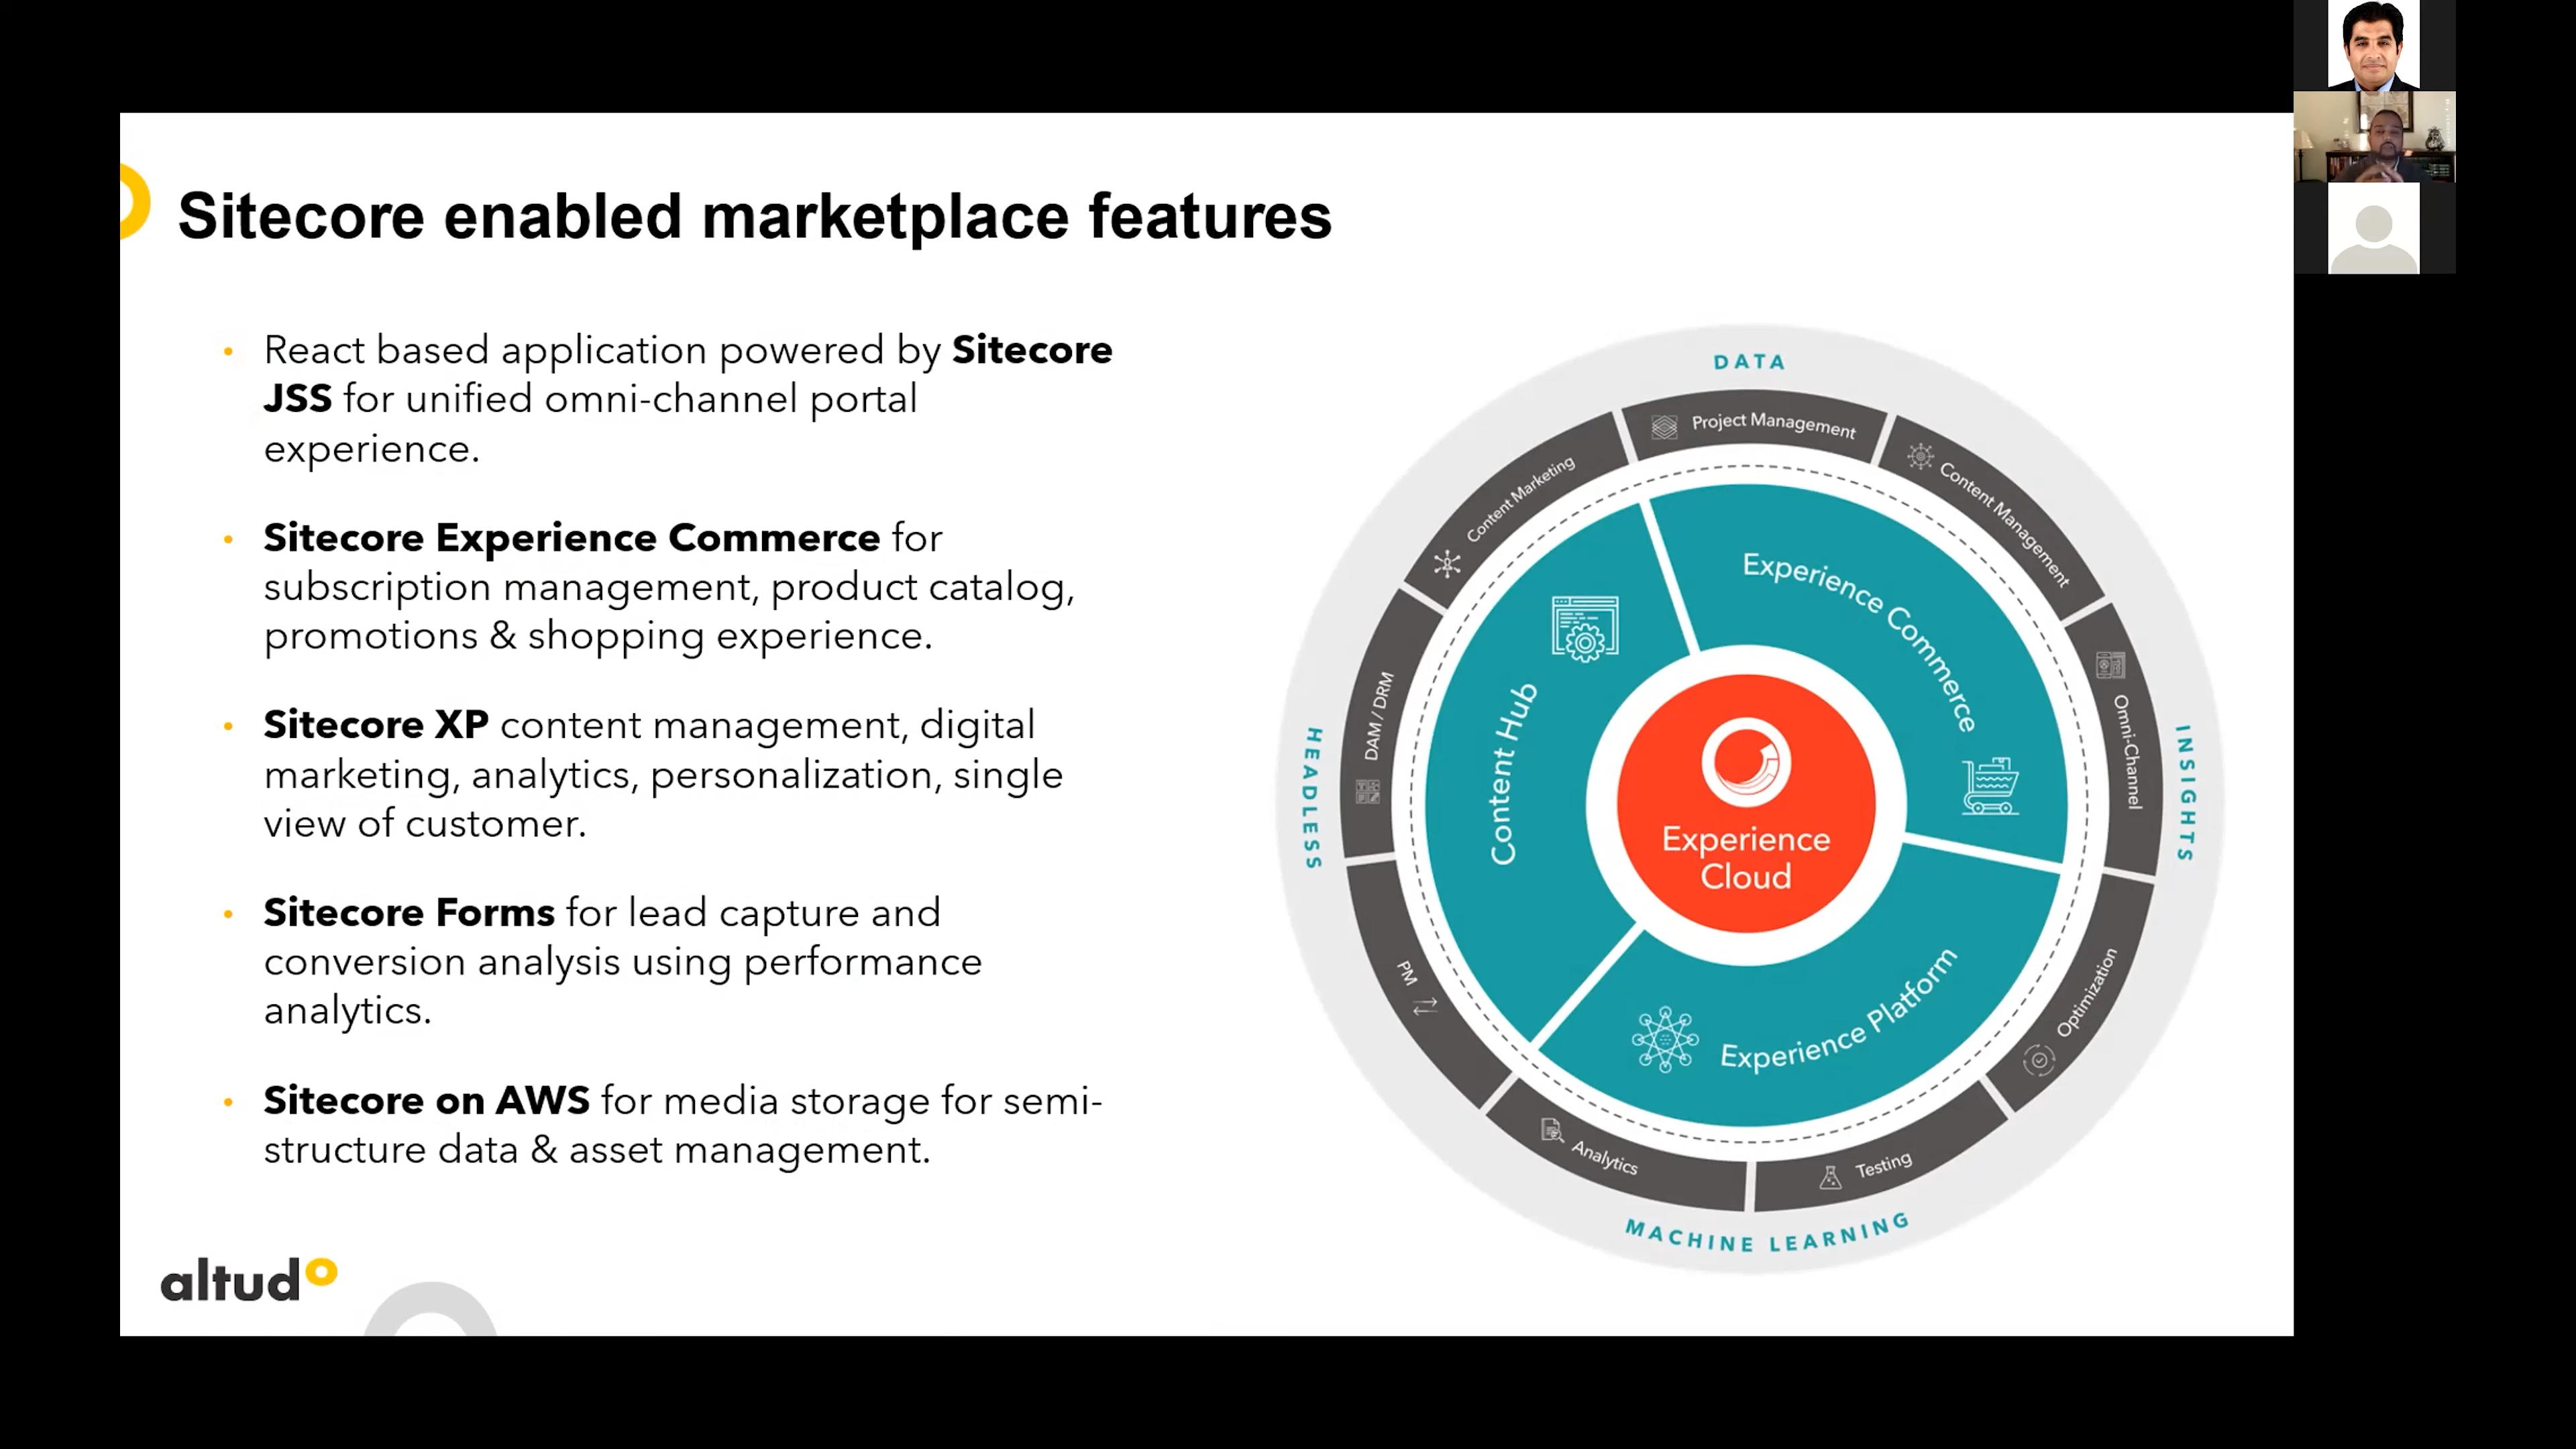 Sitecore enabled marketplace features
• React based application powered by Sitecore
JSS for unified omni-channel portal
experience.
• Sitecore Experience Commerce for
subscription management, product catalog,
promotions & shopping experience.
• Sitecore XP content management, digital
marketing, analytics, personalization, single
view of customer.
• Sitecore Forms for lead capture and
conversion analysis using performance
analytics.
• Sitecore on AWS for media storage for semi-
structure data & asset management.
altudo
DATA
Project Management
Content Management
Content Marketing
Omni-Channel
INSIGHTS
HEADLESS
DAM / DRM
PM
Optimization
Analytics
Testing
MACHINE LEARNING
Experience Commerce
Content Hub
Experience Platform
Experience
Cloud